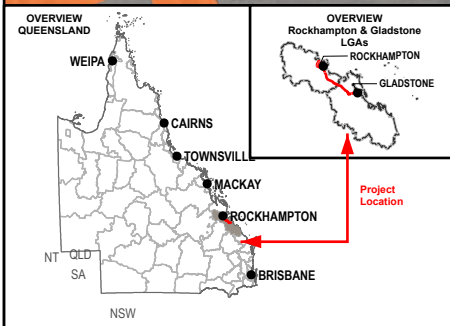 OVERVIEW
QUEENSLAND
WEIPA
CAIRNS
TOWNSVILLE
MACKAY
ROCKHAMPTON
BRISBANE
NT
QLD
SA
NSW
OVERVIEW
Rockhampton & Gladstone
LGAs
ROCKHAMPTON
GLADSTONE
Project
Location